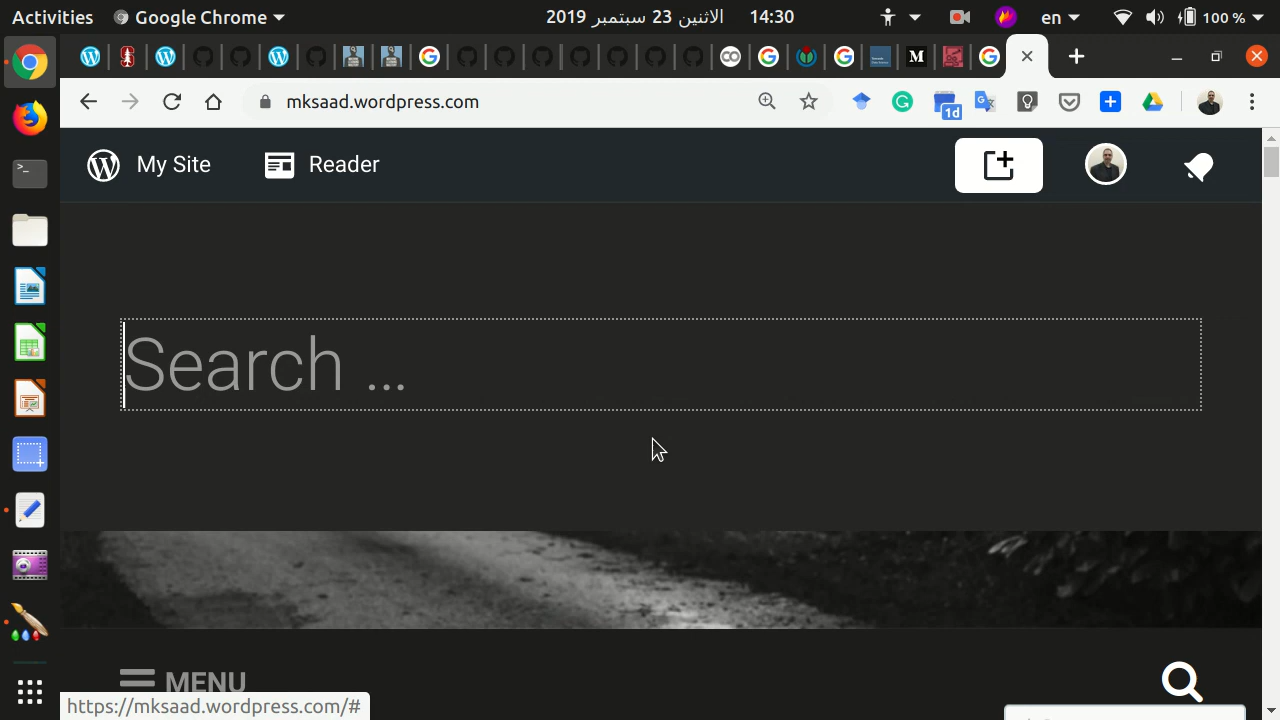 Activities
Google Chrome
الاثنين 23 سبتمبر 2019 14:30
en
100 %
mksaad.wordpress.com
1d
My Site
Reader
Search ...
MENU
https://mksaad.wordpress.com/#